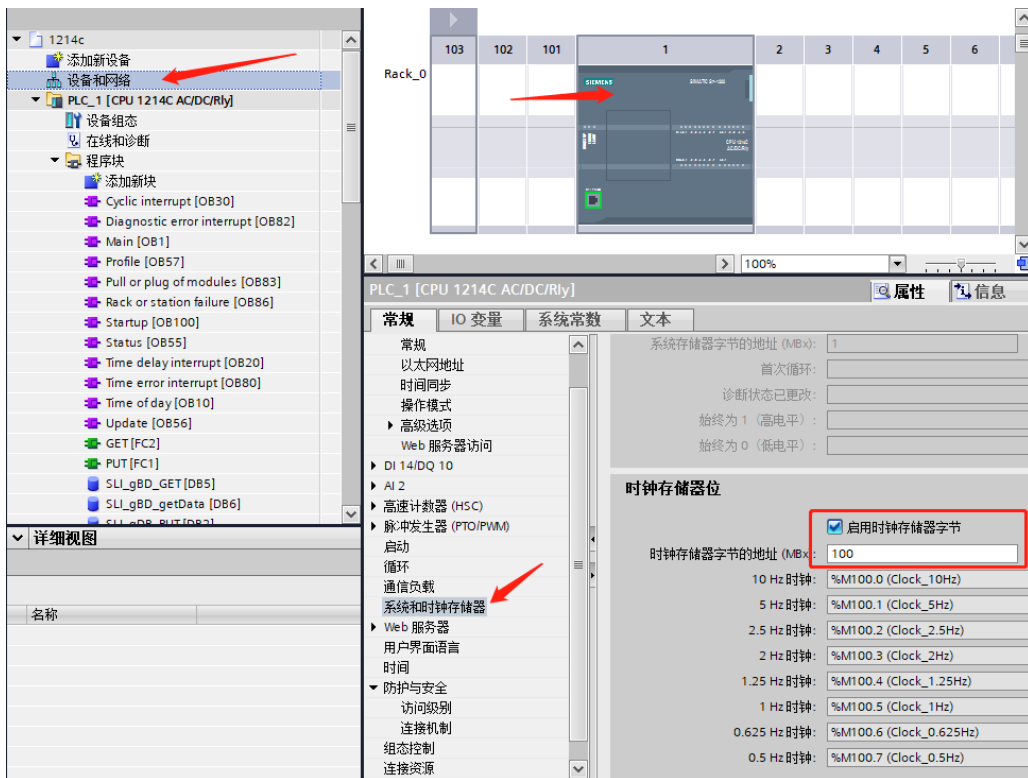 1214c
添加新设备
设备和网络
PLC_1 [CPU 1214C AC/DC/Rly]
设备组态
在线和诊断
程序块
添加新块
Cyclic interrupt [OB30]
Diagnostic error interrupt [OB82]
Main [OB1]
Profile [OB57]
Pull or plug of modules [OB83]
Rack or station failure [OB86]
Startup [OB100]
Status [OB55]
Time delay interrupt [OB20]
Time error interrupt [OB80]
Time of day [OB10]
Update [OB56]
GET [FC2]
PUT [FC1]
SLI_gBD_GET [DB5]
SLI_gBD_getData [DB6]
详细视图
名称
103 102 101 1 2 3 4 5 6
Rack_0
SIEMENS
100%
PLC_1 [CPU 1214C AC/DC/Rly]
属性
信息
常规 IO 变量 系统常数 文本
常规
以太网地址
时间同步
操作模式
高级选项
Web 服务器访问
DI 14/DQ 10
AI 2
高速计数器 (HSC)
脉冲发生器 (PTO/PWM)
启动
循环
通信负载
系统和时钟存储器
Web 服务器
用户界面语言
时间
防护与安全
访问级别
连接机制
组态控制
连接资源
系统存储器字节的地址 (MBx): 1
首次循环:
诊断状态已更改:
始终为 1（高电平）:
始终为 0（低电平）:
时钟存储器位
启用时钟存储器字节
时钟存储器字节的地址 (MBx): 100
10 Hz 时钟: %M100.0 (Clock_10Hz)
5 Hz 时钟: %M100.1 (Clock_5Hz)
2.5 Hz 时钟: %M100.2 (Clock_2.5Hz)
2 Hz 时钟: %M100.3 (Clock_2Hz)
1.25 Hz 时钟: %M100.4 (Clock_1.25Hz)
1 Hz 时钟: %M100.5 (Clock_1Hz)
0.625 Hz 时钟: %M100.6 (Clock_0.625Hz)
0.5 Hz 时钟: %M100.7 (Clock_0.5Hz)